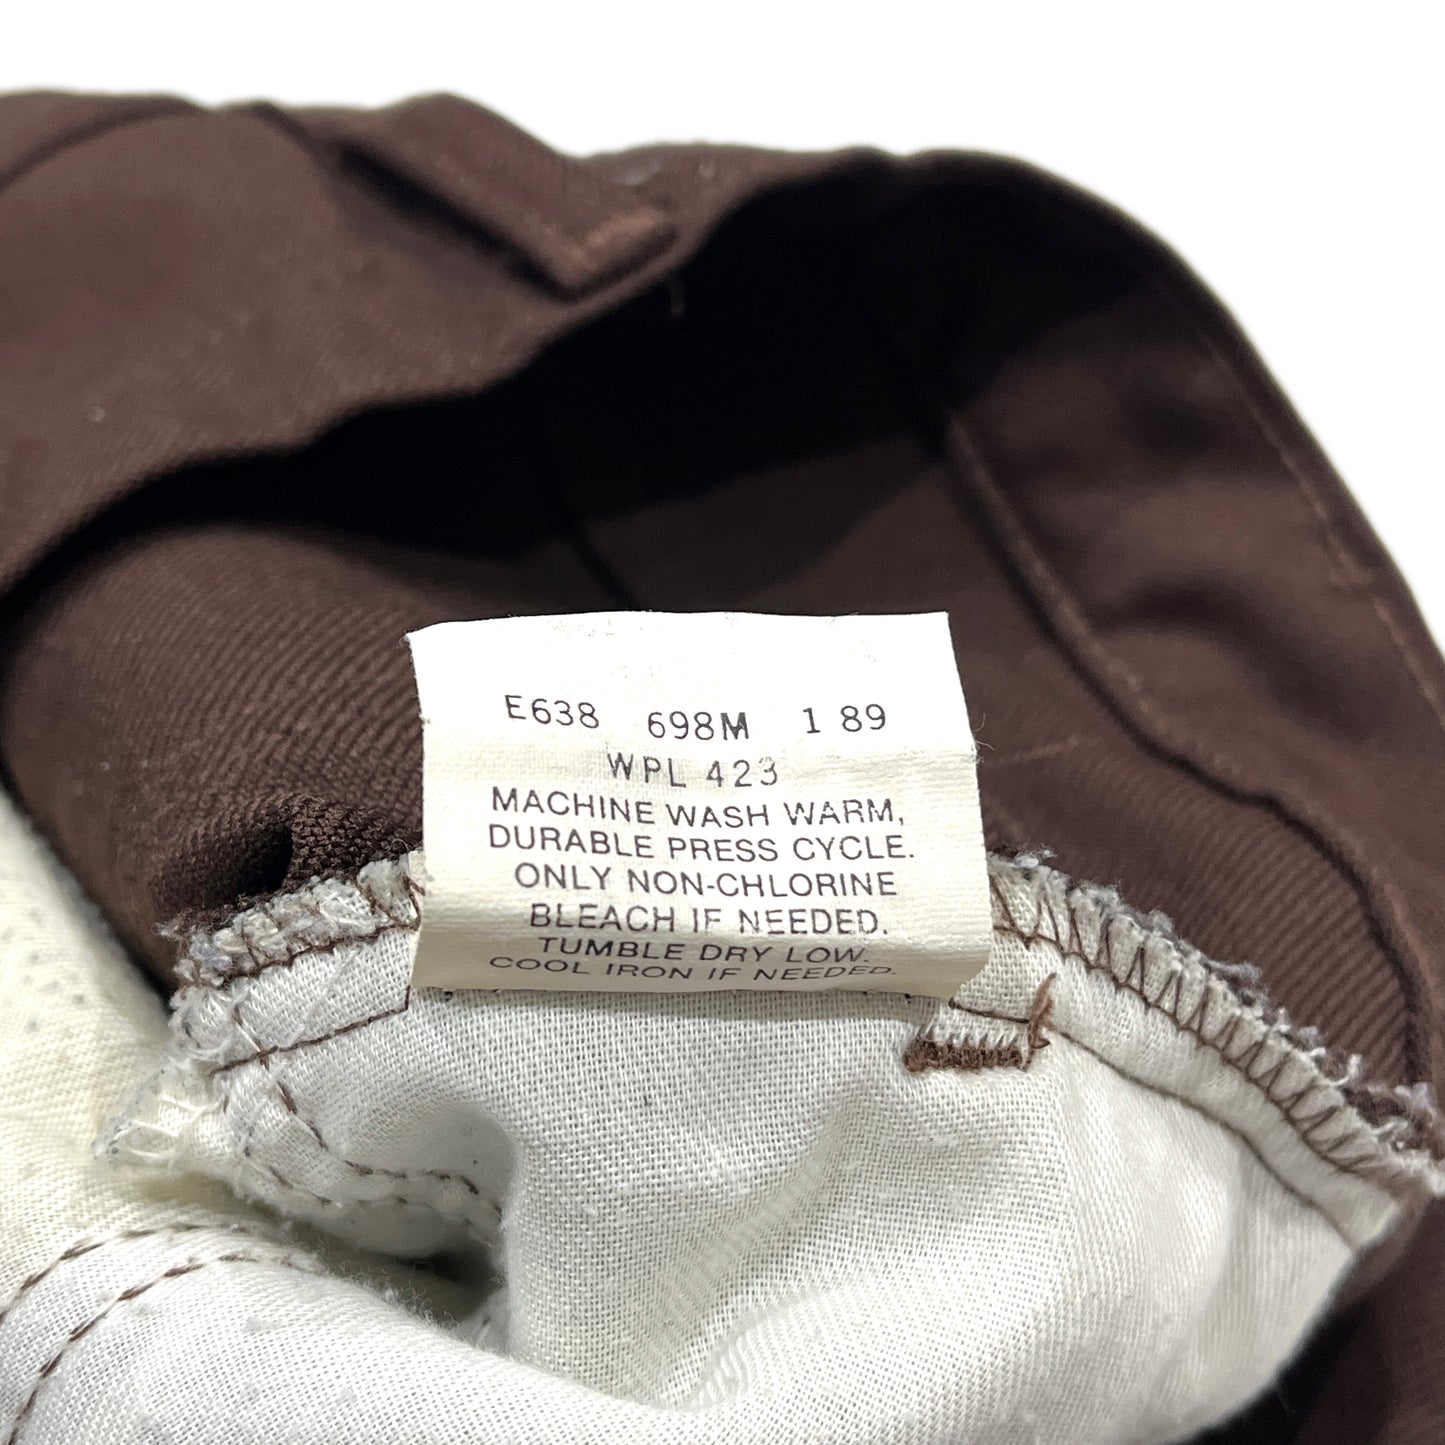 E638 698M 1 89
WPL 423
MACHINE WASH WARM,
DURABLE PRESS CYCLE.
ONLY NON-CHLORINE
BLEACH IF NEEDED.
TUMBLE DRY LOW.
COOL IRON IF NEEDED.